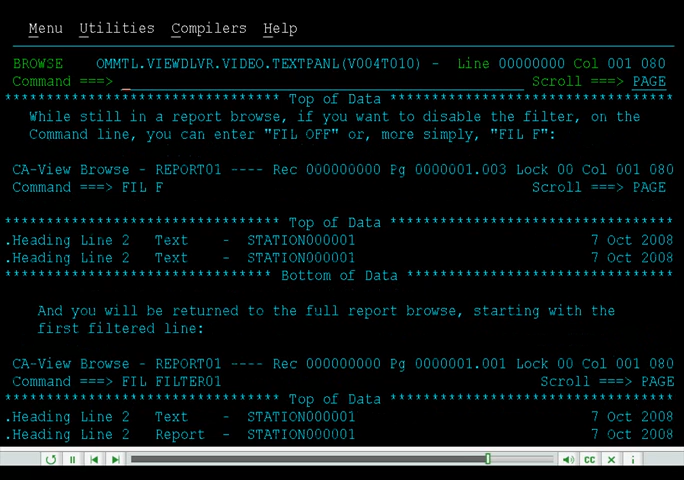 Menu Utilities Compilers Help
BROWSE OMMTL.VIEWDLVR.VIDEO.TEXTPANL(V004T010) - Line 00000000 Col 001 080
Command ===> Scroll ===> PAGE
******************************** Top of Data ********************************
While still in a report browse, if you want to disable the filter, on the
Command line, you can enter "FIL OFF" or, more simply, "FIL F":
CA-View Browse - REPORT01 ---- Rec 000000000 Pg 0000001.003 Lock 00 Col 001 080
Command ===> FIL F Scroll ===> PAGE
******************************** Top of Data ********************************
.Heading Line 2 Text - STATION000001 7 Oct 2008
.Heading Line 2 Text - STATION000001 7 Oct 2008
******************************* Bottom of Data *******************************
And you will be returned to the full report browse, starting with the
first filtered line:
CA-View Browse - REPORT01 ---- Rec 000000000 Pg 0000001.001 Lock 00 Col 001 080
Command ===> FIL FILTER01 Scroll ===> PAGE
******************************** Top of Data ********************************
.Heading Line 2 Text - STATION000001 7 Oct 2008
.Heading Line 2 Report - STATION000001 7 Oct 2008
CC